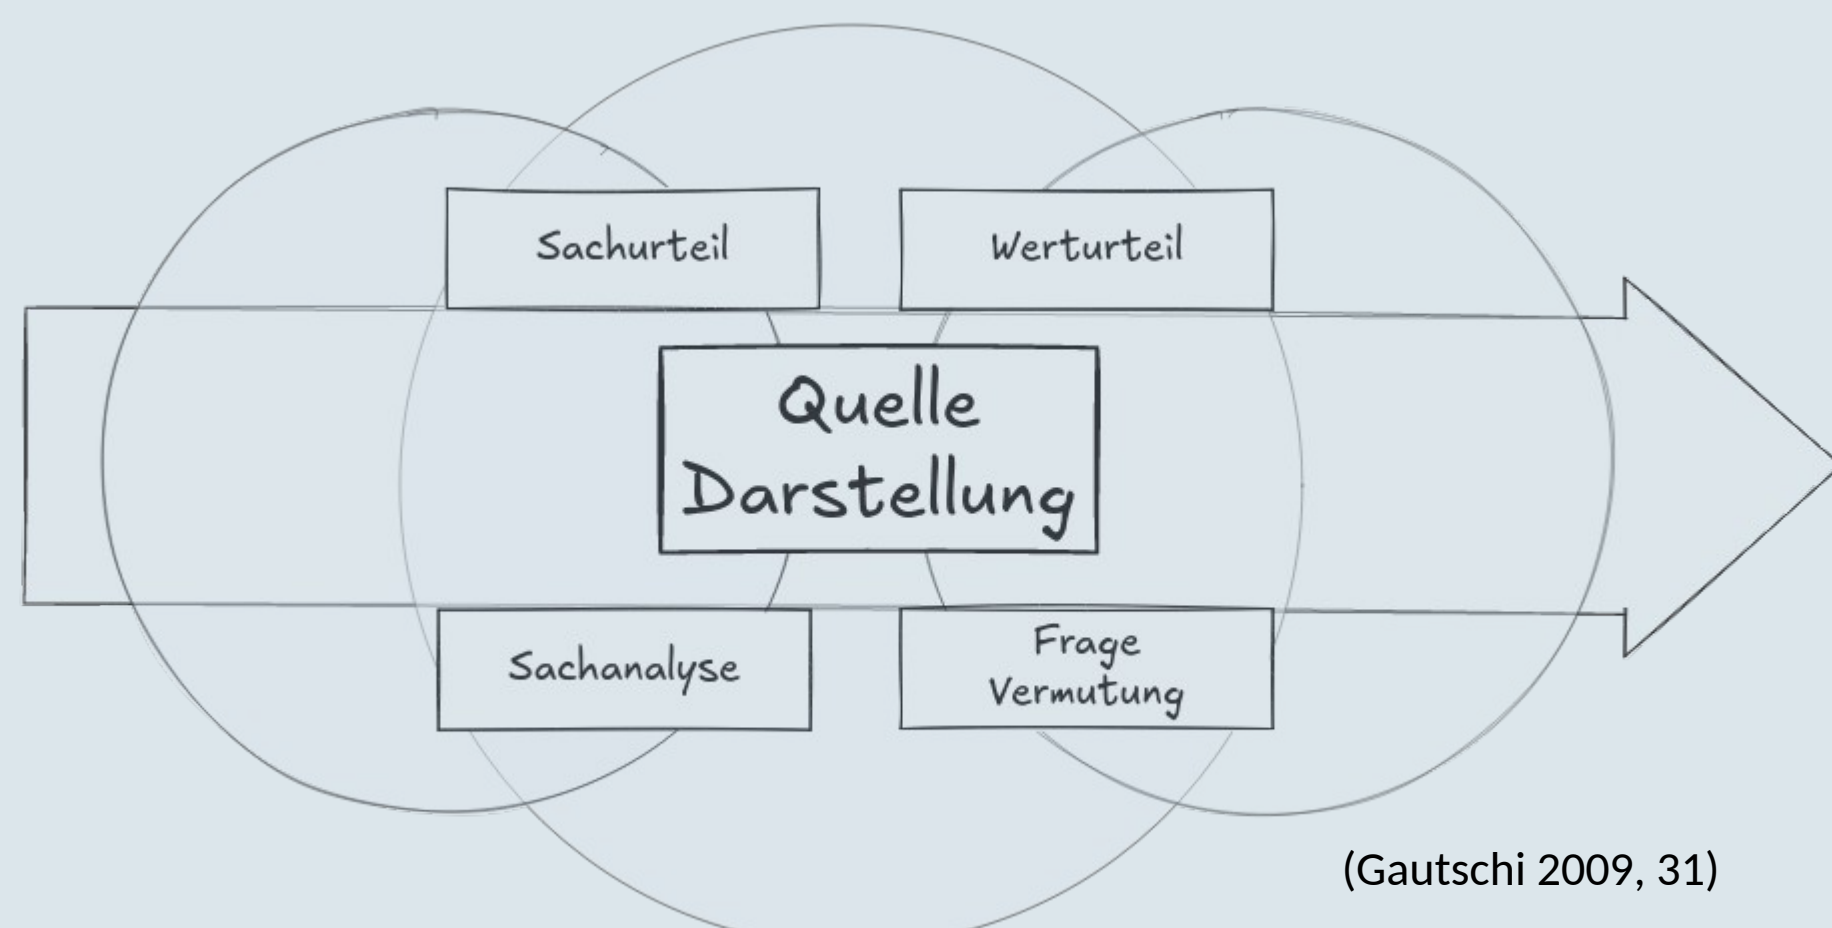 Sachurteil
Werturteil
Quelle
Darstellung
Sachanalyse
Frage
Vermutung
(Gautschi 2009, 31)